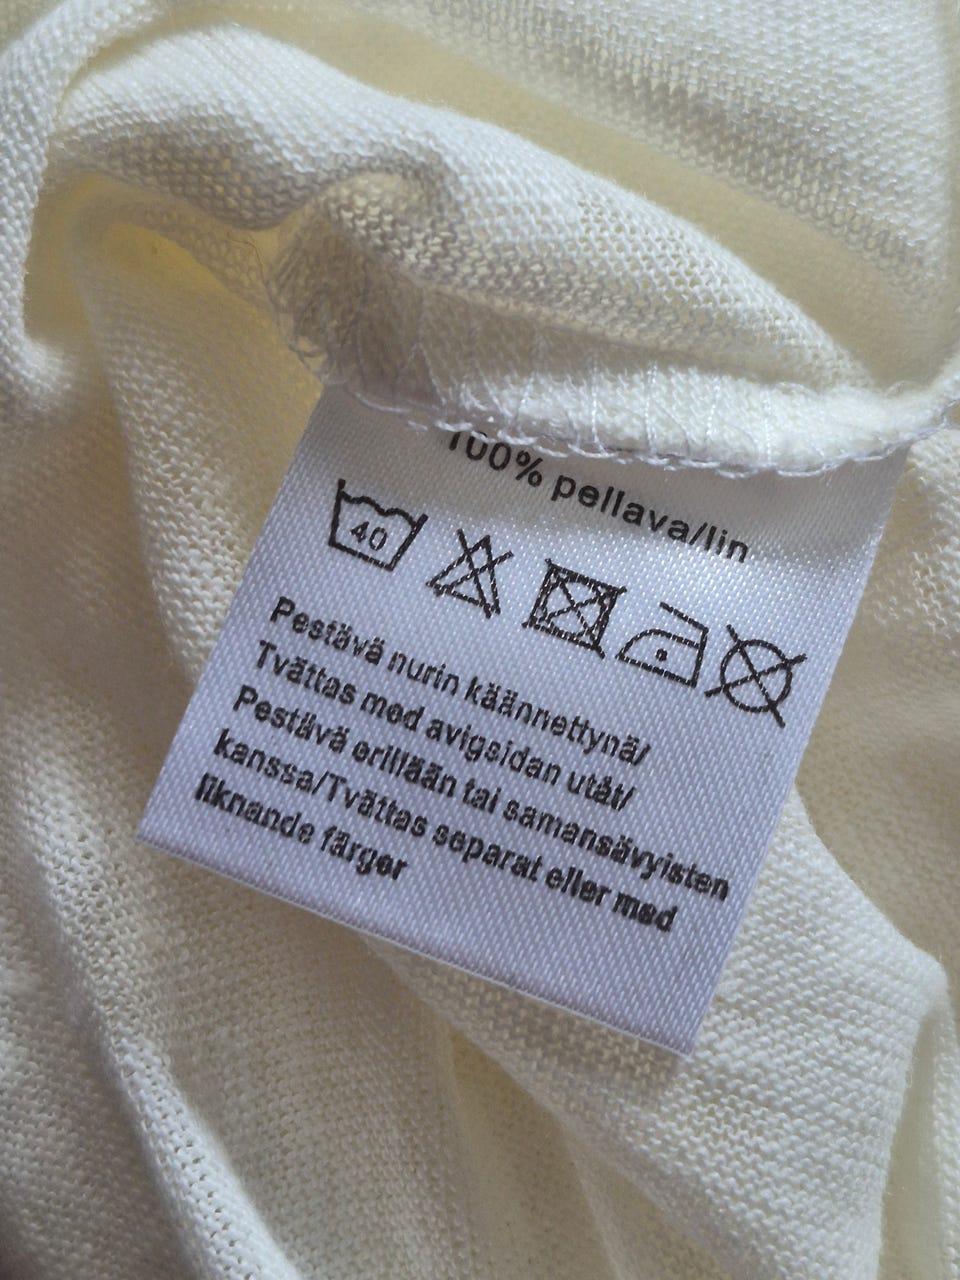 100% pellava/lin
40
Pestävä nurin käännettynä/
Tvättas med avigsidan utåt/
Pestävä erillään tai samansävyisten
kanssa/Tvättas separat eller med
liknande färger